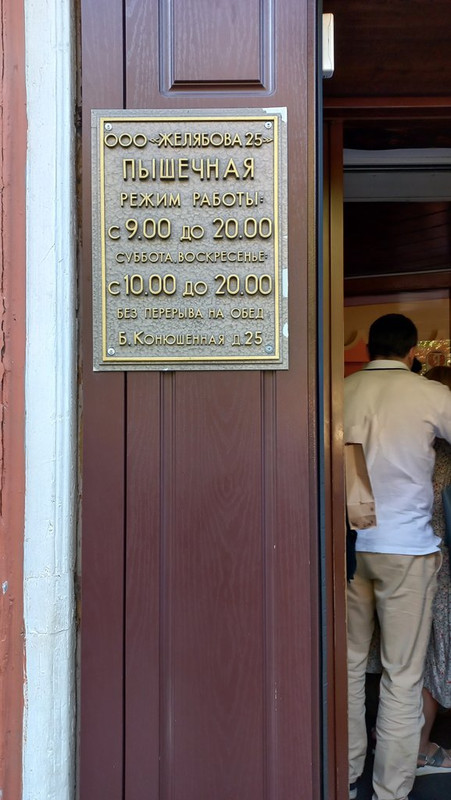 ООО «ЖЕЛЯБОВА 25»
ПЫШЕЧНАЯ
РЕЖИМ РАБОТЫ:
С 9.00 ДО 20.00
СУББОТА, ВОСКРЕСЕНЬЕ:
С 10.00 ДО 20.00
БЕЗ ПЕРЕРЫВА НА ОБЕД
Б. КОНЮШЕННАЯ Д. 25